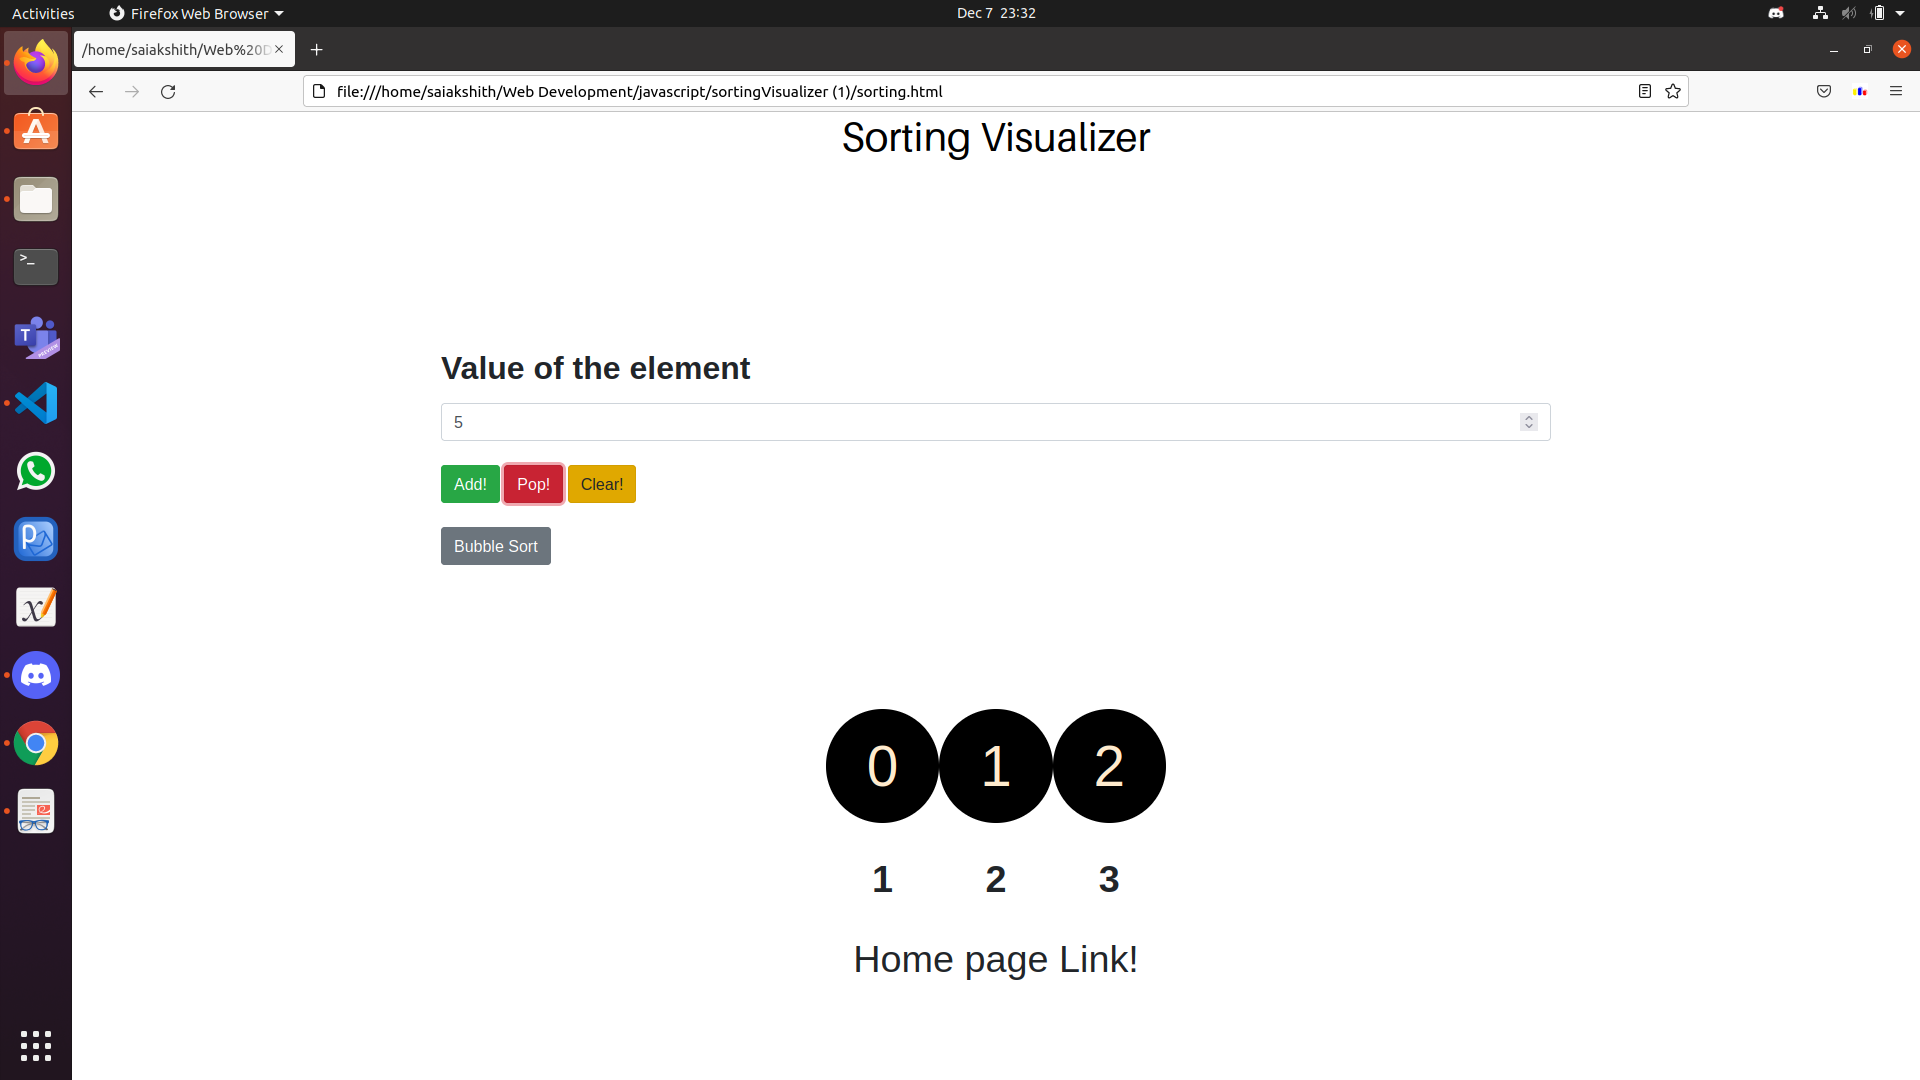 Activities
Firefox Web Browser
Dec 7 23:32
/home/saiakshith/Web%20D
file:///home/saiakshith/Web Development/javascript/sortingVisualizer (1)/sorting.html
Sorting Visualizer
Value of the element
5
Add! Pop! Clear!
Bubble Sort
0 1 2
1 2 3
Home page Link!